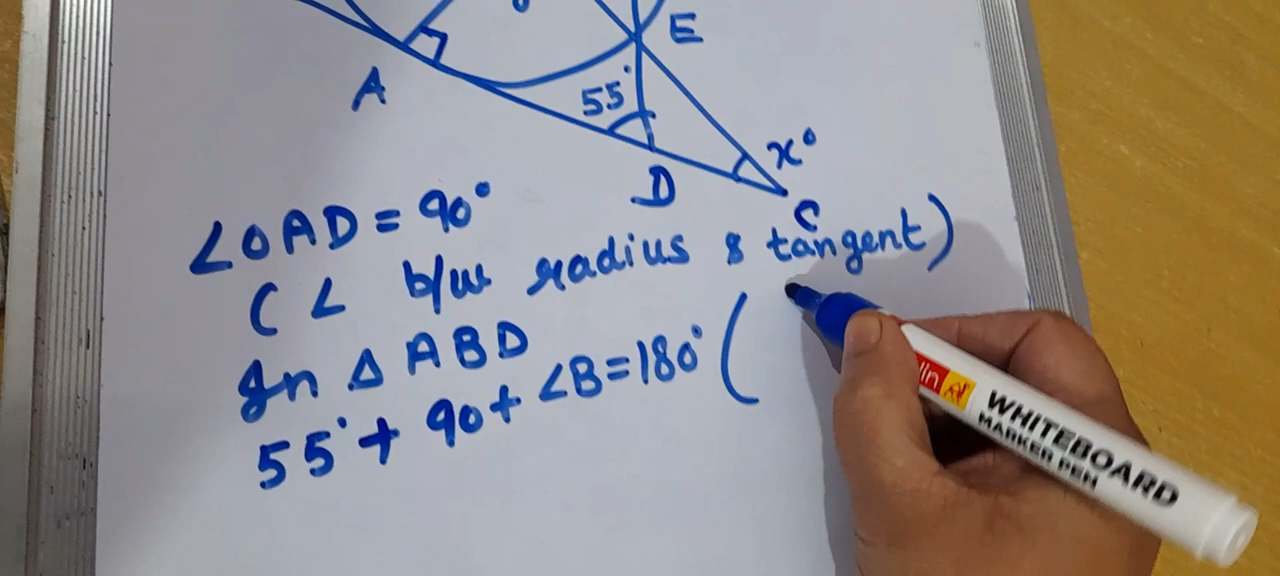 E
A
55°
x°
D
C
∠OAD = 90°
(∠ b/w radius & tangent)
In Δ ABD
55° + 90 + ∠B = 180° (
WHITEBOARD
MARKER PEN